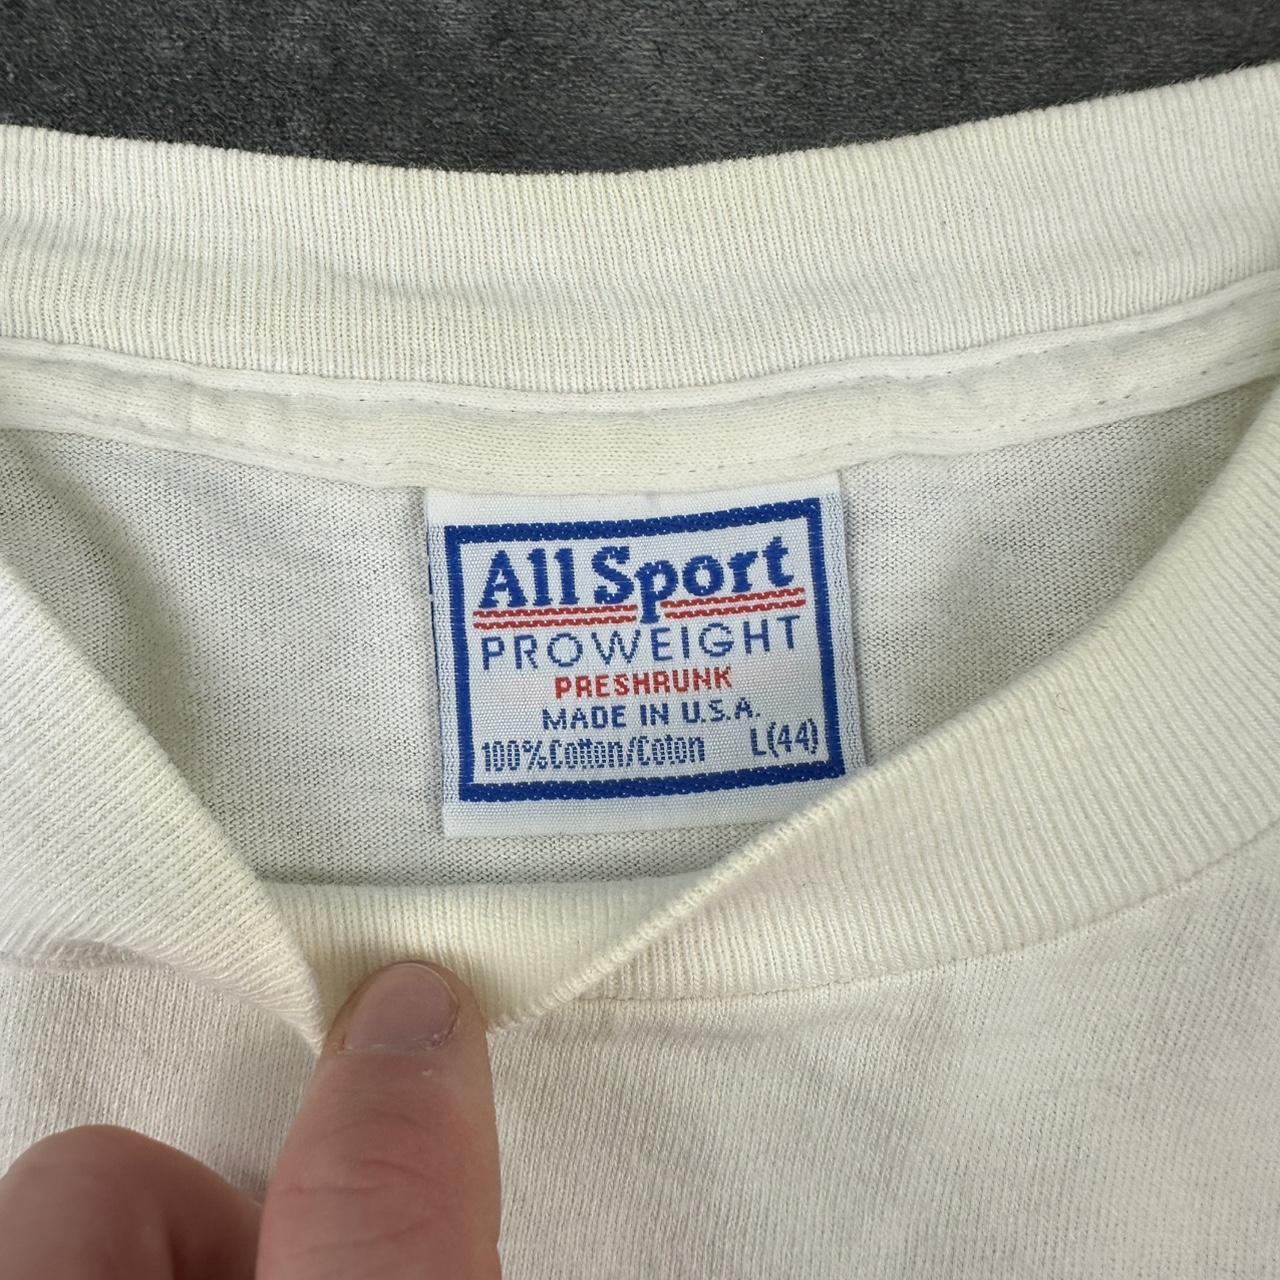 All Sport
PROWEIGHT
PRESHRUNK
MADE IN U.S.A.
100% Cotton/Coton L(44)